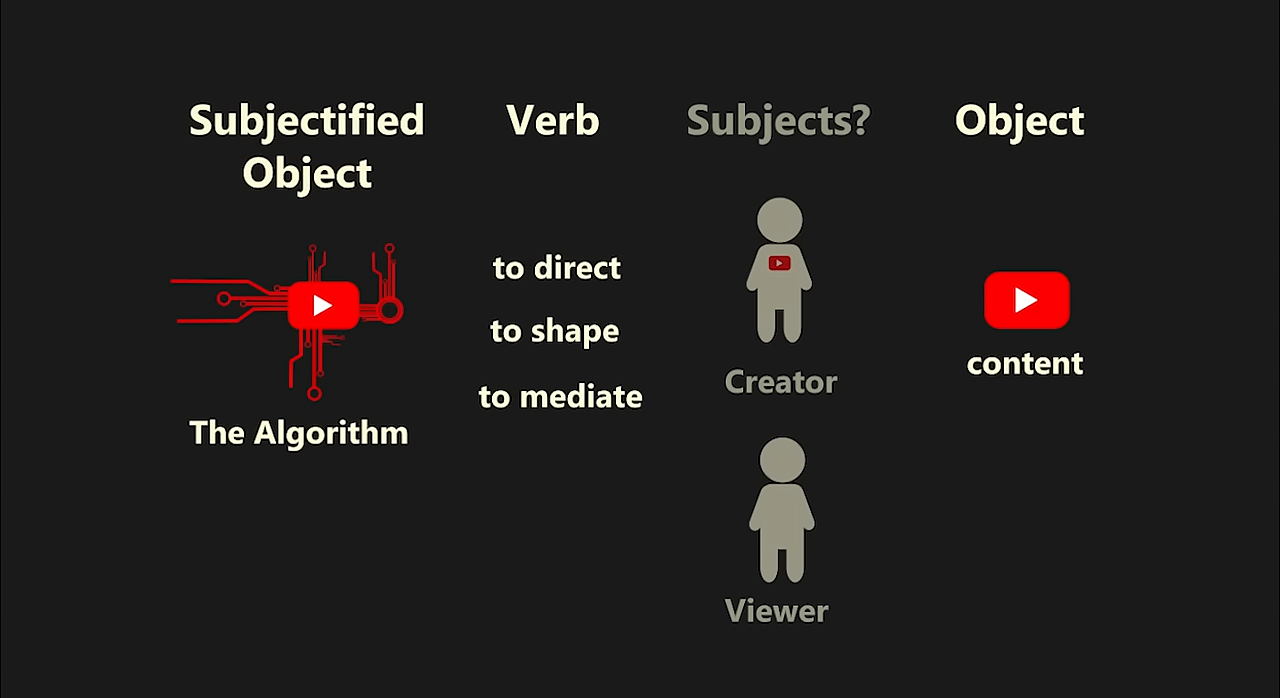 Subjectified
Object
Verb
Subjects?
Object
to direct
to shape
to mediate
The Algorithm
Creator
Viewer
content